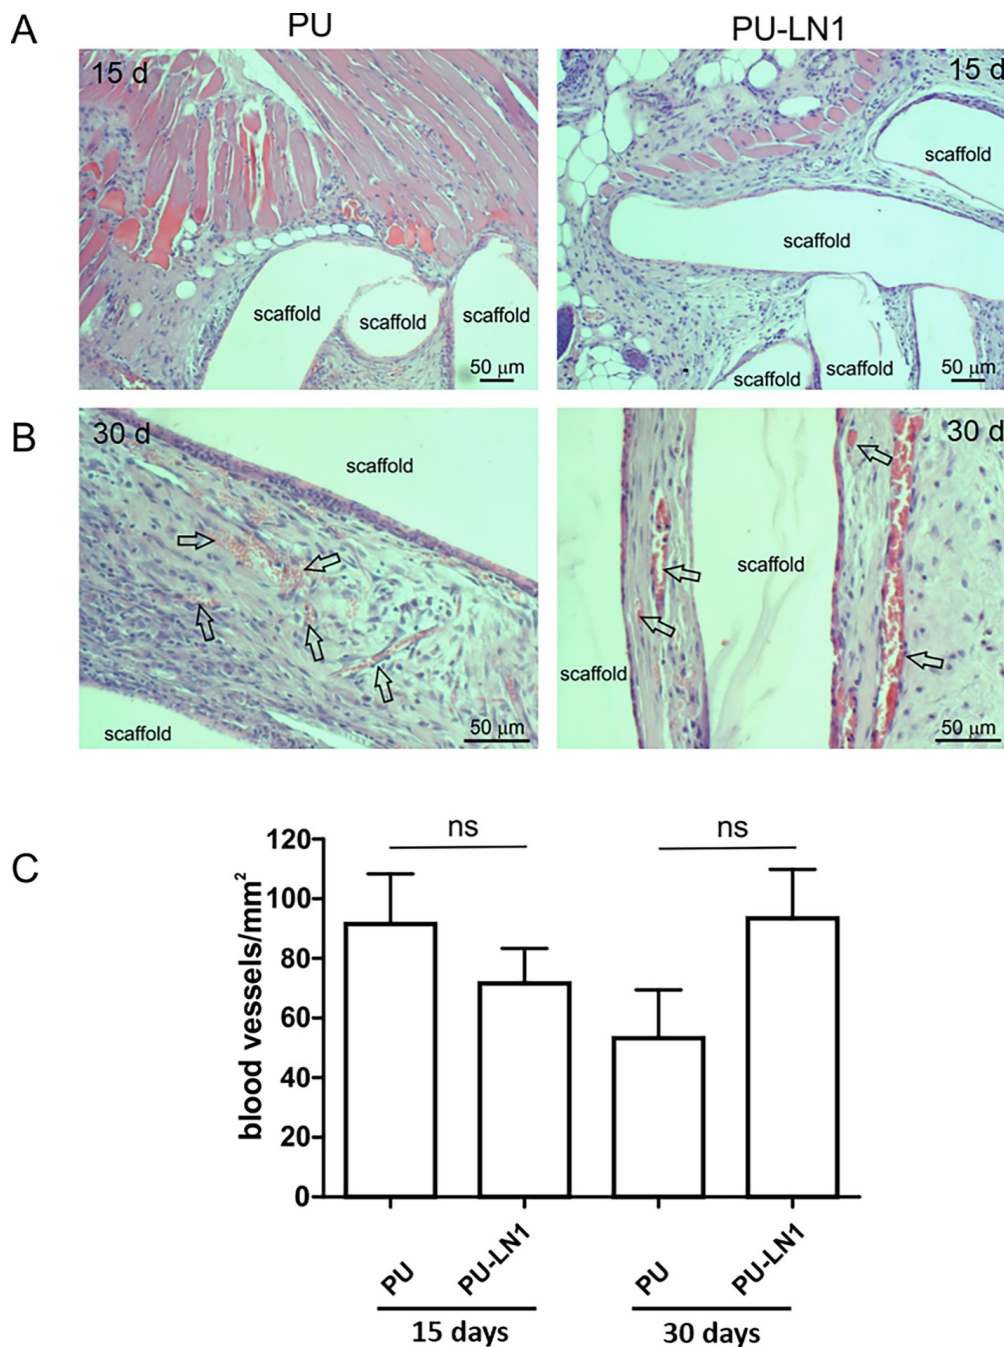 A
PU
PU-LN1
15 d
15 d
scaffold
scaffold
scaffold
scaffold
scaffold
scaffold
scaffold
50 μm
50 μm
B
30 d
30 d
scaffold
scaffold
scaffold
scaffold
50 μm
50 μm
C
ns
ns
blood vessels/mm²
120
100
80
60
40
20
0
PU
PU-LN1
PU
PU-LN1
15 days
30 days